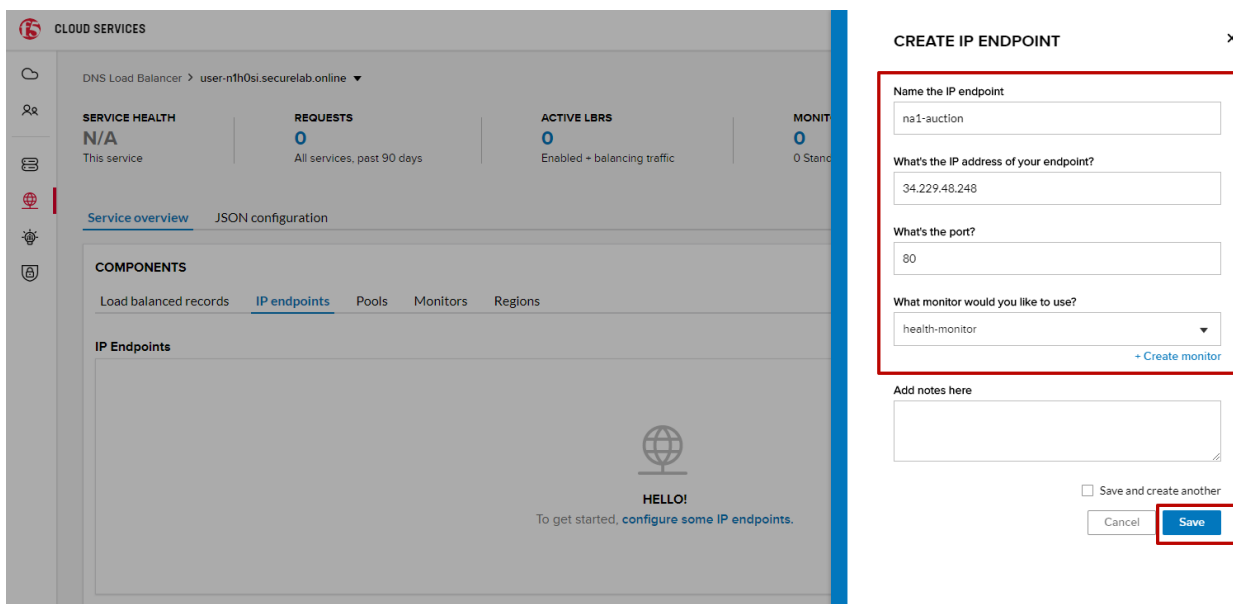 f5 CLOUD SERVICES
DNS Load Balancer > user-n1h0si.securelab.online
SERVICE HEALTH
N/A
This service
REQUESTS
0
All services, past 90 days
ACTIVE LBRS
0
Enabled + balancing traffic
MONIT
0
0 Stand
Service overview JSON configuration
COMPONENTS
Load balanced records IP endpoints Pools Monitors Regions
IP Endpoints
HELLO!
To get started, configure some IP endpoints.
CREATE IP ENDPOINT
Name the IP endpoint
na1-auction
What's the IP address of your endpoint?
34.229.48.248
What's the port?
80
What monitor would you like to use?
health-monitor
+ Create monitor
Add notes here
Save and create another
Cancel Save